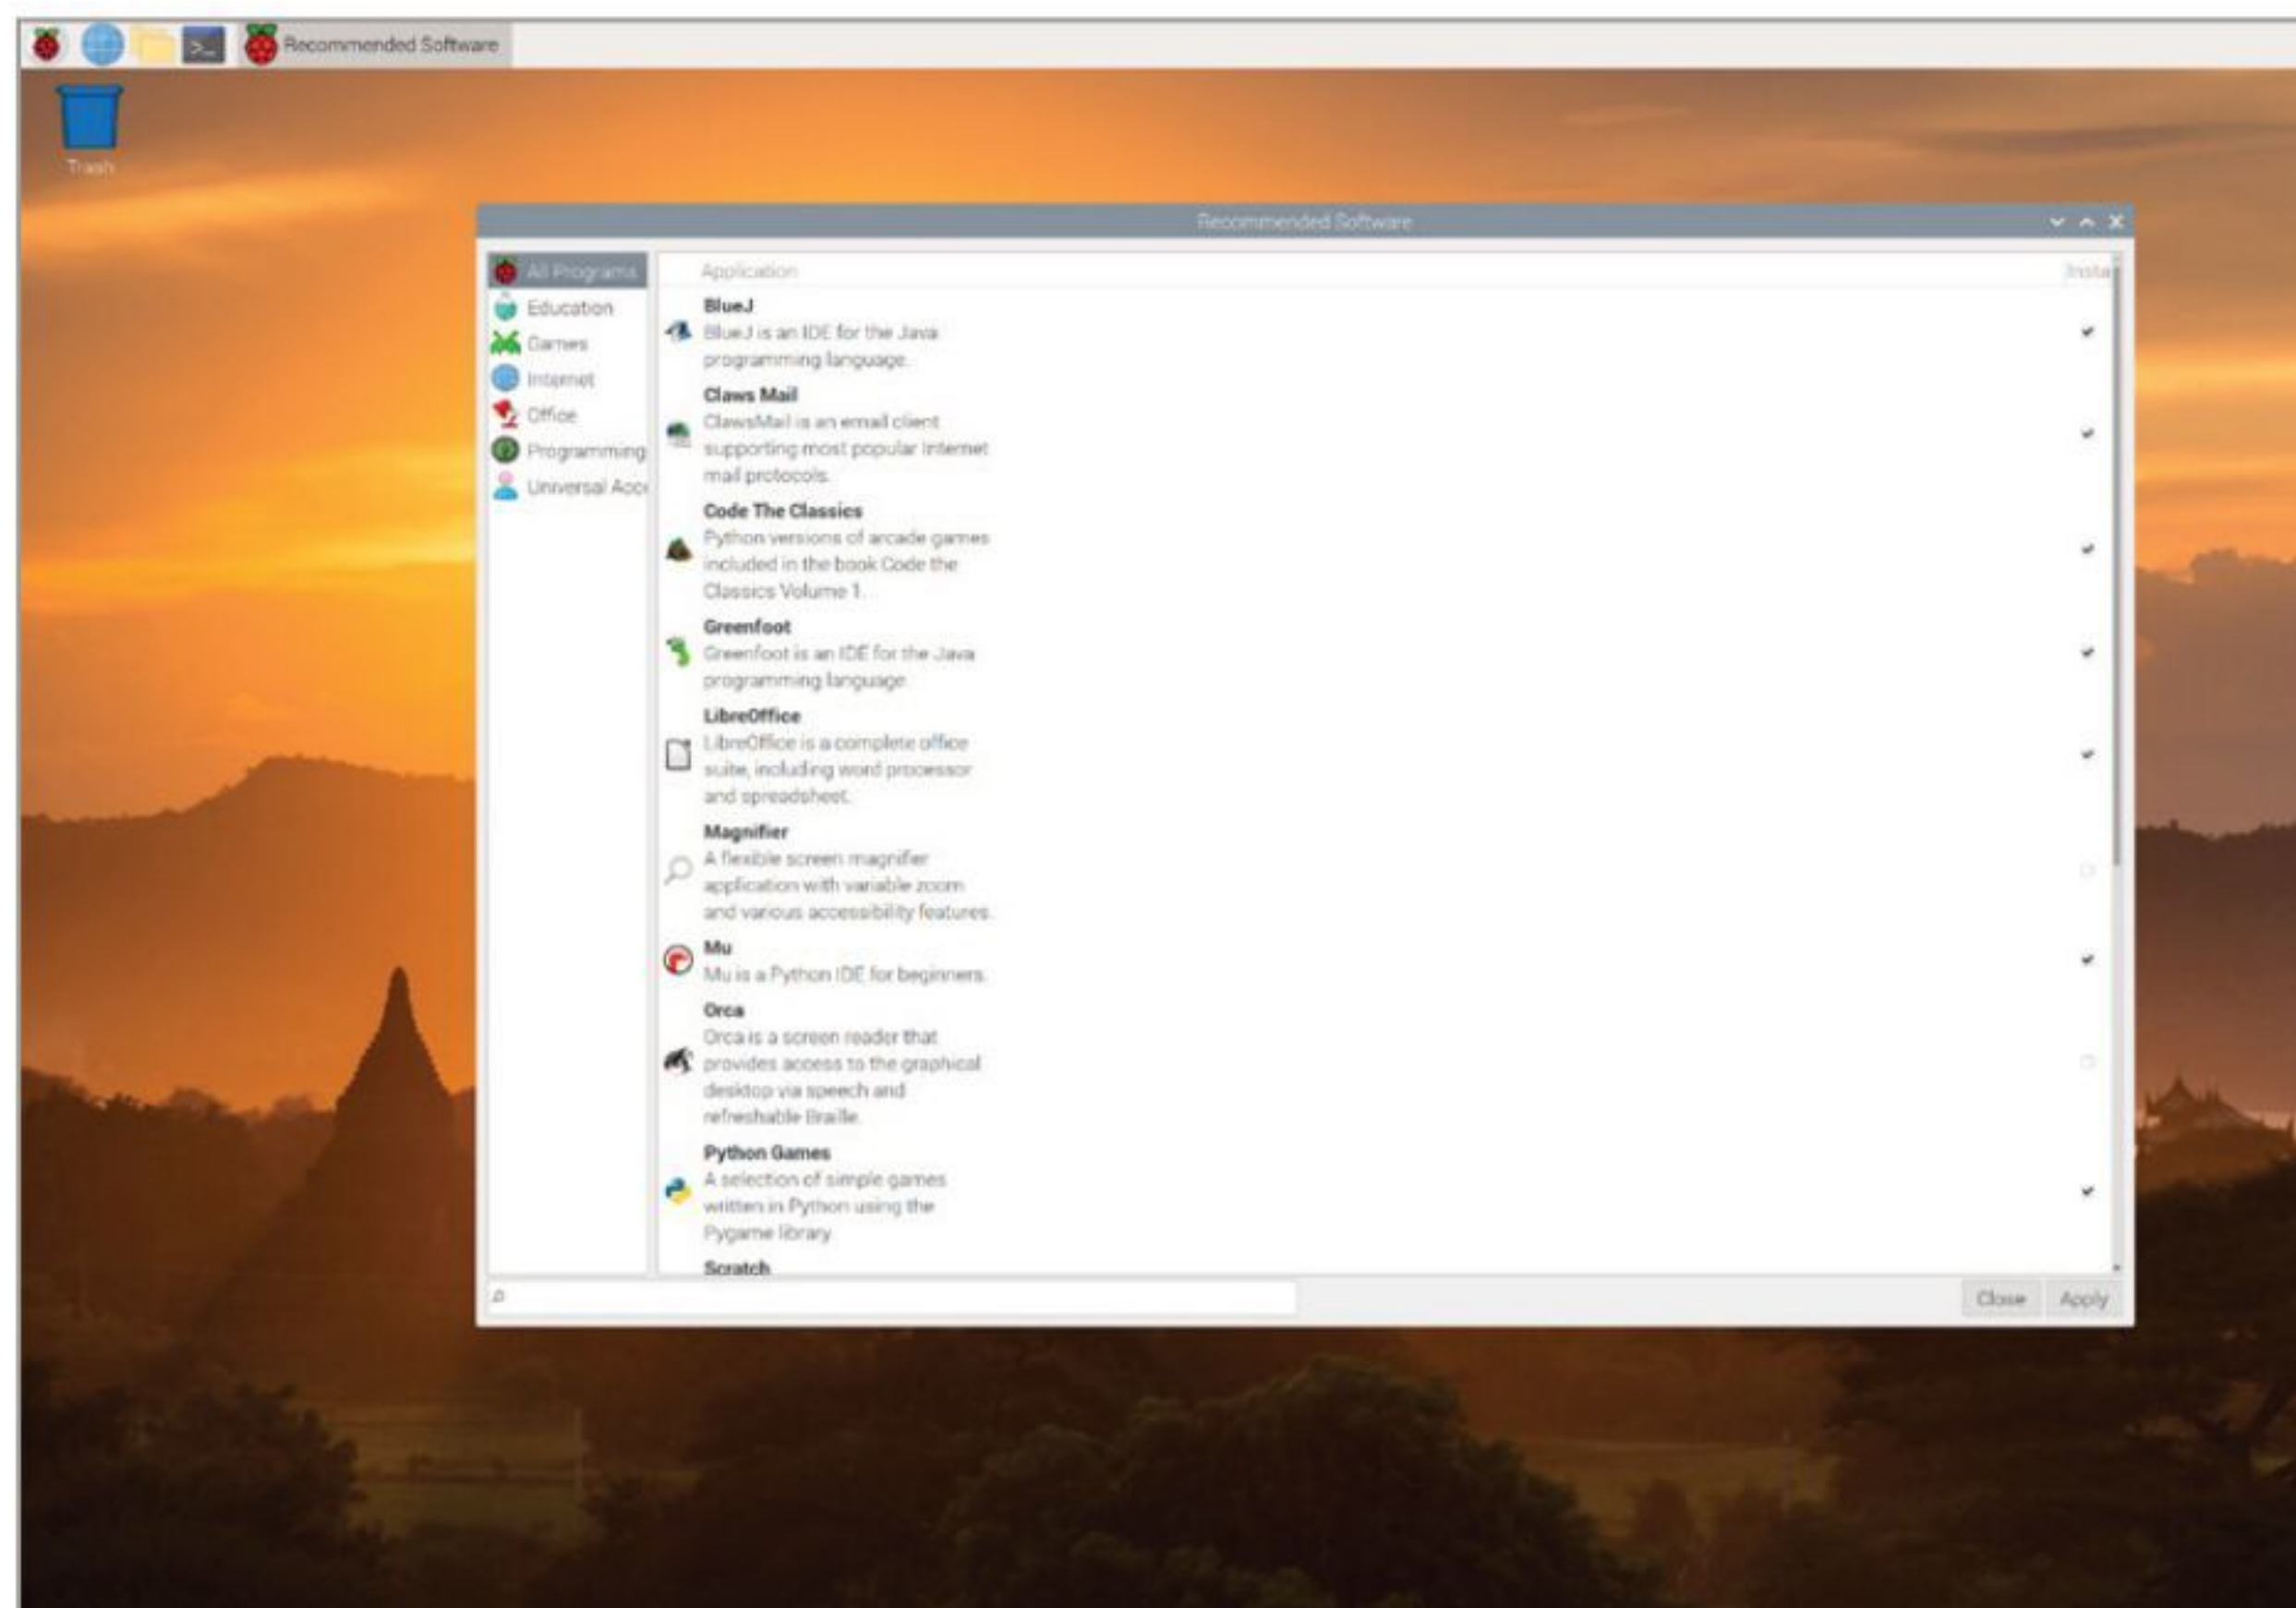 Recommended Software
Trash
Recommended Software
All Programs
Education
Games
Internet
Office
Programming
Universal Acce
Application
Insta
BlueJ
BlueJ is an IDE for the Java
programming language.
Claws Mail
ClawsMail is an email client
supporting most popular Internet
mail protocols.
Code The Classics
Python versions of arcade games
included in the book Code the
Classics Volume 1.
Greenfoot
Greenfoot is an IDE for the Java
programming language.
LibreOffice
LibreOffice is a complete office
suite, including word processor
and spreadsheet.
Magnifier
A flexible screen magnifier
application with variable zoom
and various accessibility features.
Mu
Mu is a Python IDE for beginners.
Orca
Orca is a screen reader that
provides access to the graphical
desktop via speech and
refreshable Braille.
Python Games
A selection of simple games
written in Python using the
Pygame library
Scratch
Close
Apply